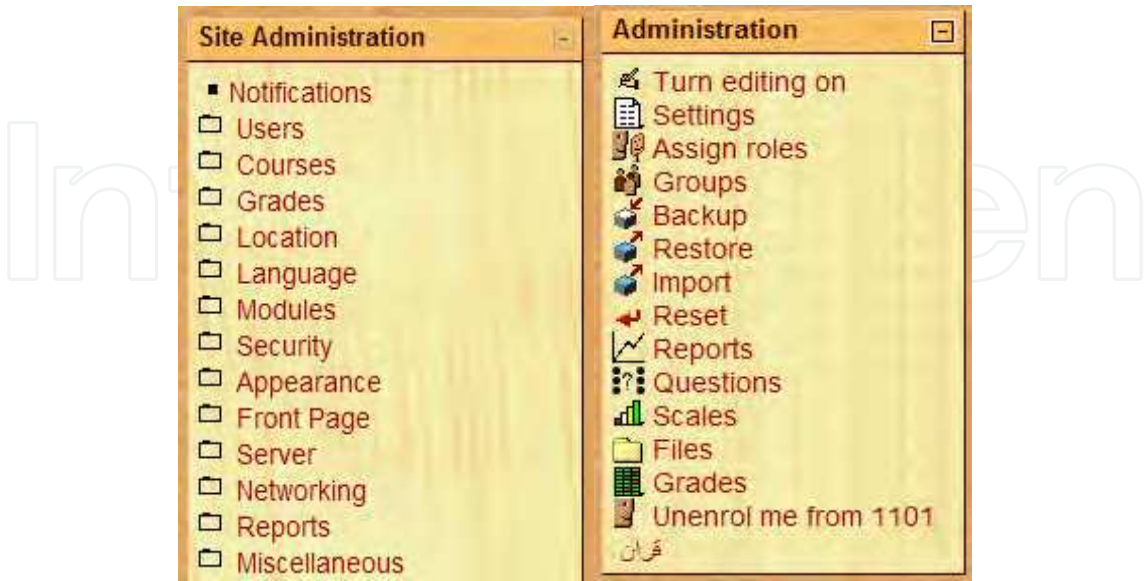 Site Administration
Notifications
Users
Courses
Grades
Location
Language
Modules
Security
Appearance
Front Page
Server
Networking
Reports
Miscellaneous
Administration
Turn editing on
Settings
Assign roles
Groups
Backup
Restore
Import
Reset
Reports
Questions
Scales
Files
Grades
Unenrol me from 1101
قران